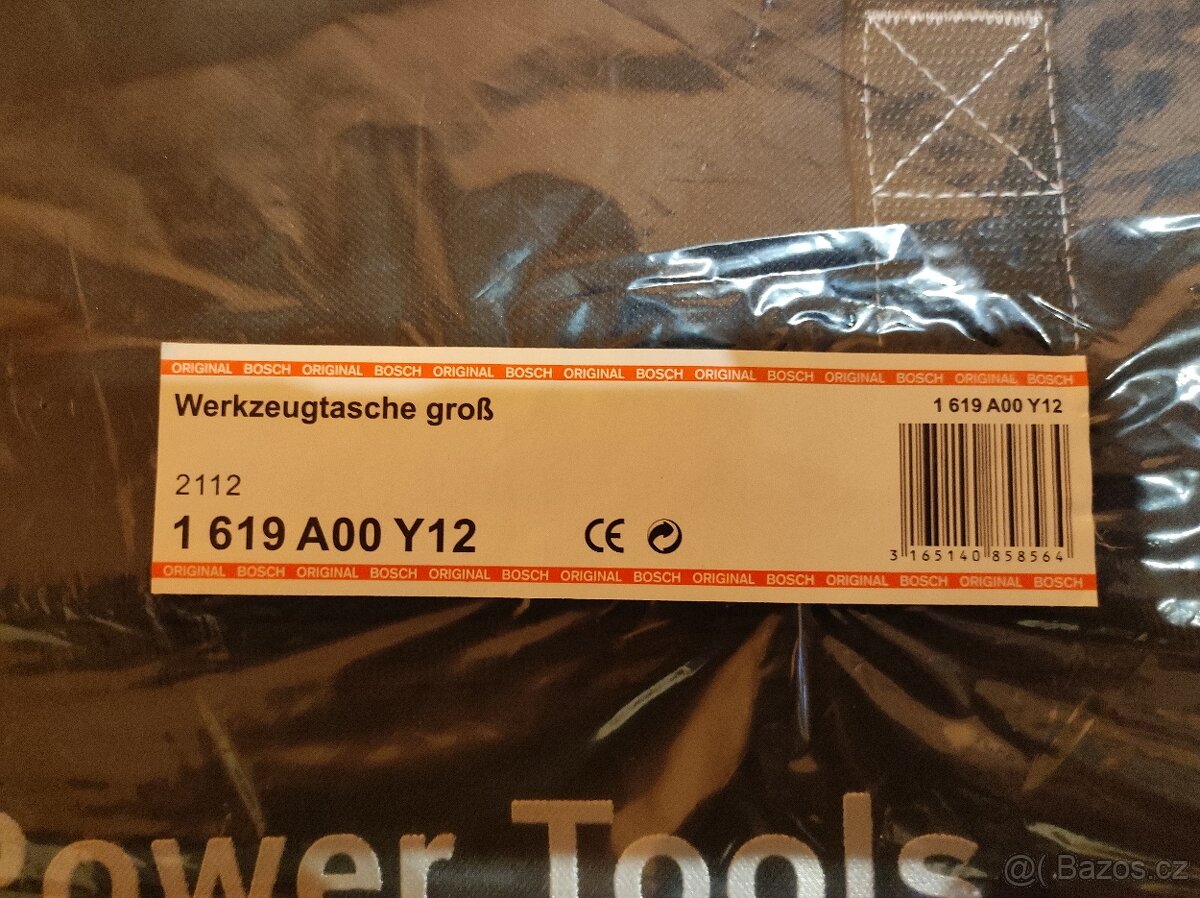 ORIGINAL BOSCH ORIGINAL BOSCH ORIGINAL BOSCH ORIGINAL BOSCH ORIGINAL BOSCH ORIGINAL BOSCH ORIGINAL BOSCH
Werkzeugtasche groß
1 619 A00 Y12
2112
1 619 A00 Y12
CE
3 165140 858564
ORIGINAL BOSCH ORIGINAL BOSCH ORIGINAL BOSCH ORIGINAL BOSCH ORIGINAL BOSCH ORIGINAL BOSCH ORIGINAL BOSCH
Power Tools
@(.Bazos.cz